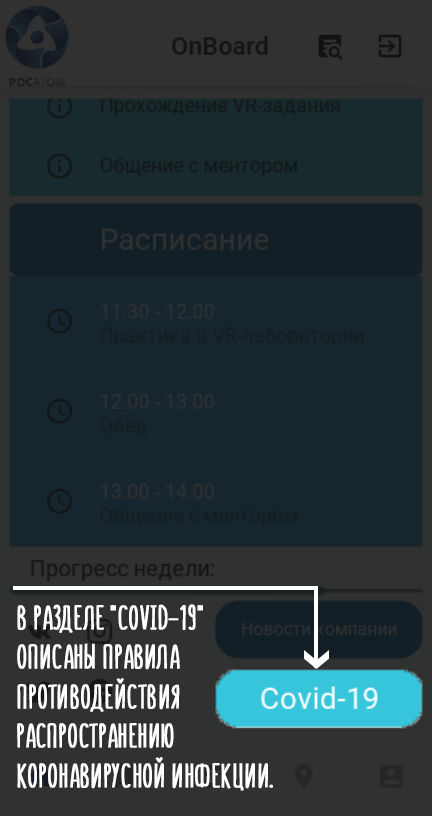 РОСАТОМ
OnBoard
Прохождение VR-задания
Общение с ментором
Расписание
11.30 - 12.00
Практика в VR-лаборатории
12.00 - 13.00
Обед
13.00 - 14.00
Общение с ментором
Прогресс недели:
Новости компании
В РАЗДЕЛЕ "COVID-19"
ОПИСАНЫ ПРАВИЛА
ПРОТИВОДЕЙСТВИЯ
РАСПРОСТРАНЕНИЮ
КОРОНАВИРУСНОЙ ИНФЕКЦИИ.
Covid-19